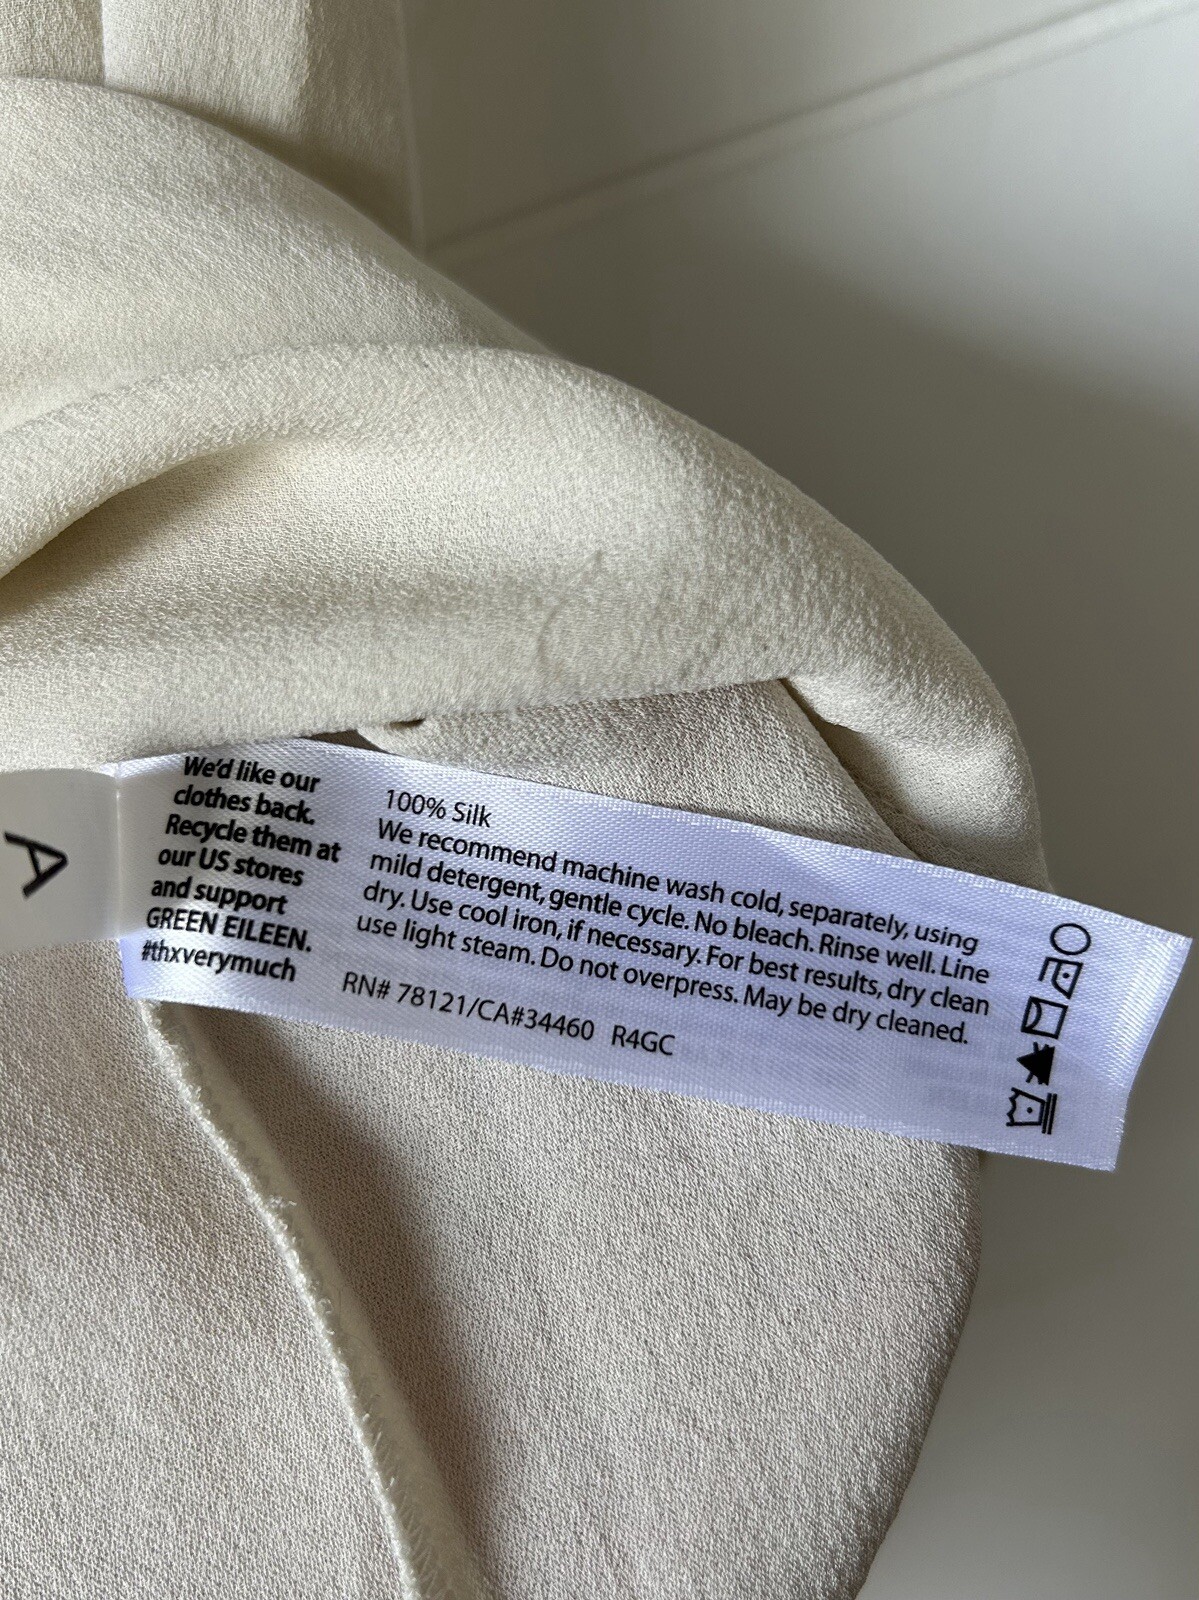 We'd like our
clothes back.
Recycle them at
our US stores
and support
GREEN EILEEN.
#thxverymuch
100% Silk
We recommend machine wash cold, separately, using
mild detergent, gentle cycle. No bleach. Rinse well. Line
dry. Use cool iron, if necessary. For best results, dry clean
use light steam. Do not overpress. May be dry cleaned.
RN# 78121/CA#34460 R4GC
A